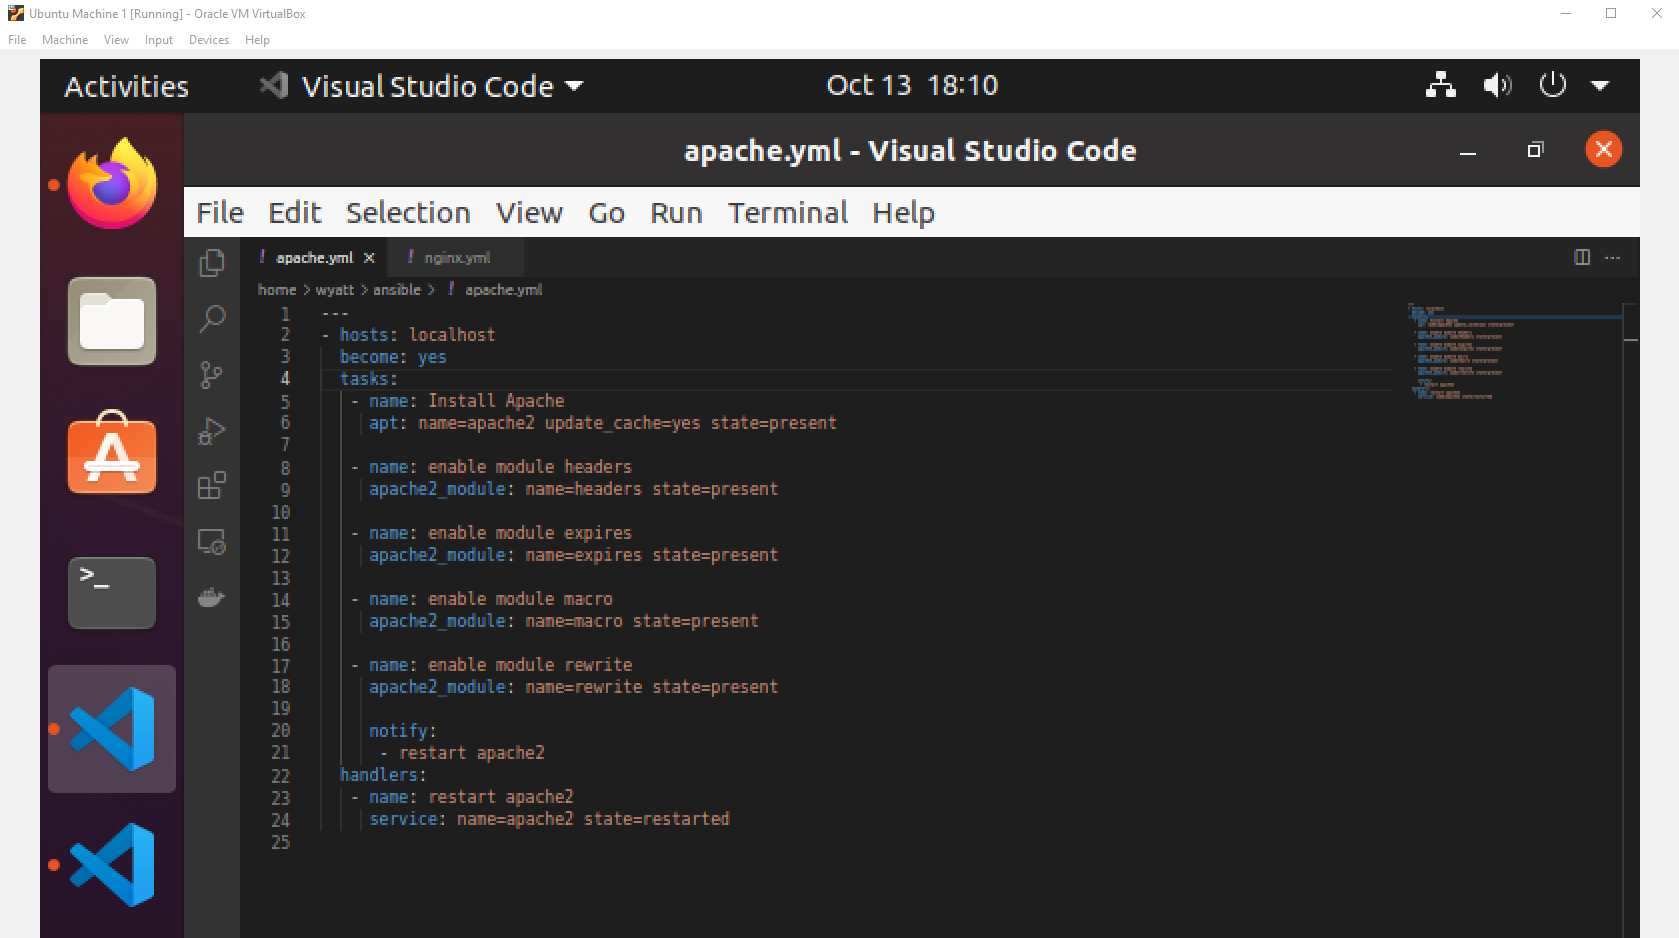 Ubuntu Machine 1 [Running] - Oracle VM VirtualBox
File Machine View Input Devices Help
Activities Visual Studio Code Oct 13 18:10
apache.yml - Visual Studio Code
File Edit Selection View Go Run Terminal Help
! apache.yml × ! nginx.yml ...
home > wyatt > ansible > ! apache.yml
1 ---
2 - hosts: localhost
3 become: yes
4 tasks:
5 - name: Install Apache
6 apt: name=apache2 update_cache=yes state=present
7
8 - name: enable module headers
9 apache2_module: name=headers state=present
10
11 - name: enable module expires
12 apache2_module: name=expires state=present
13
14 - name: enable module macro
15 apache2_module: name=macro state=present
16
17 - name: enable module rewrite
18 apache2_module: name=rewrite state=present
19
20 notify:
21 - restart apache2
22 handlers:
23 - name: restart apache2
24 service: name=apache2 state=restarted
25